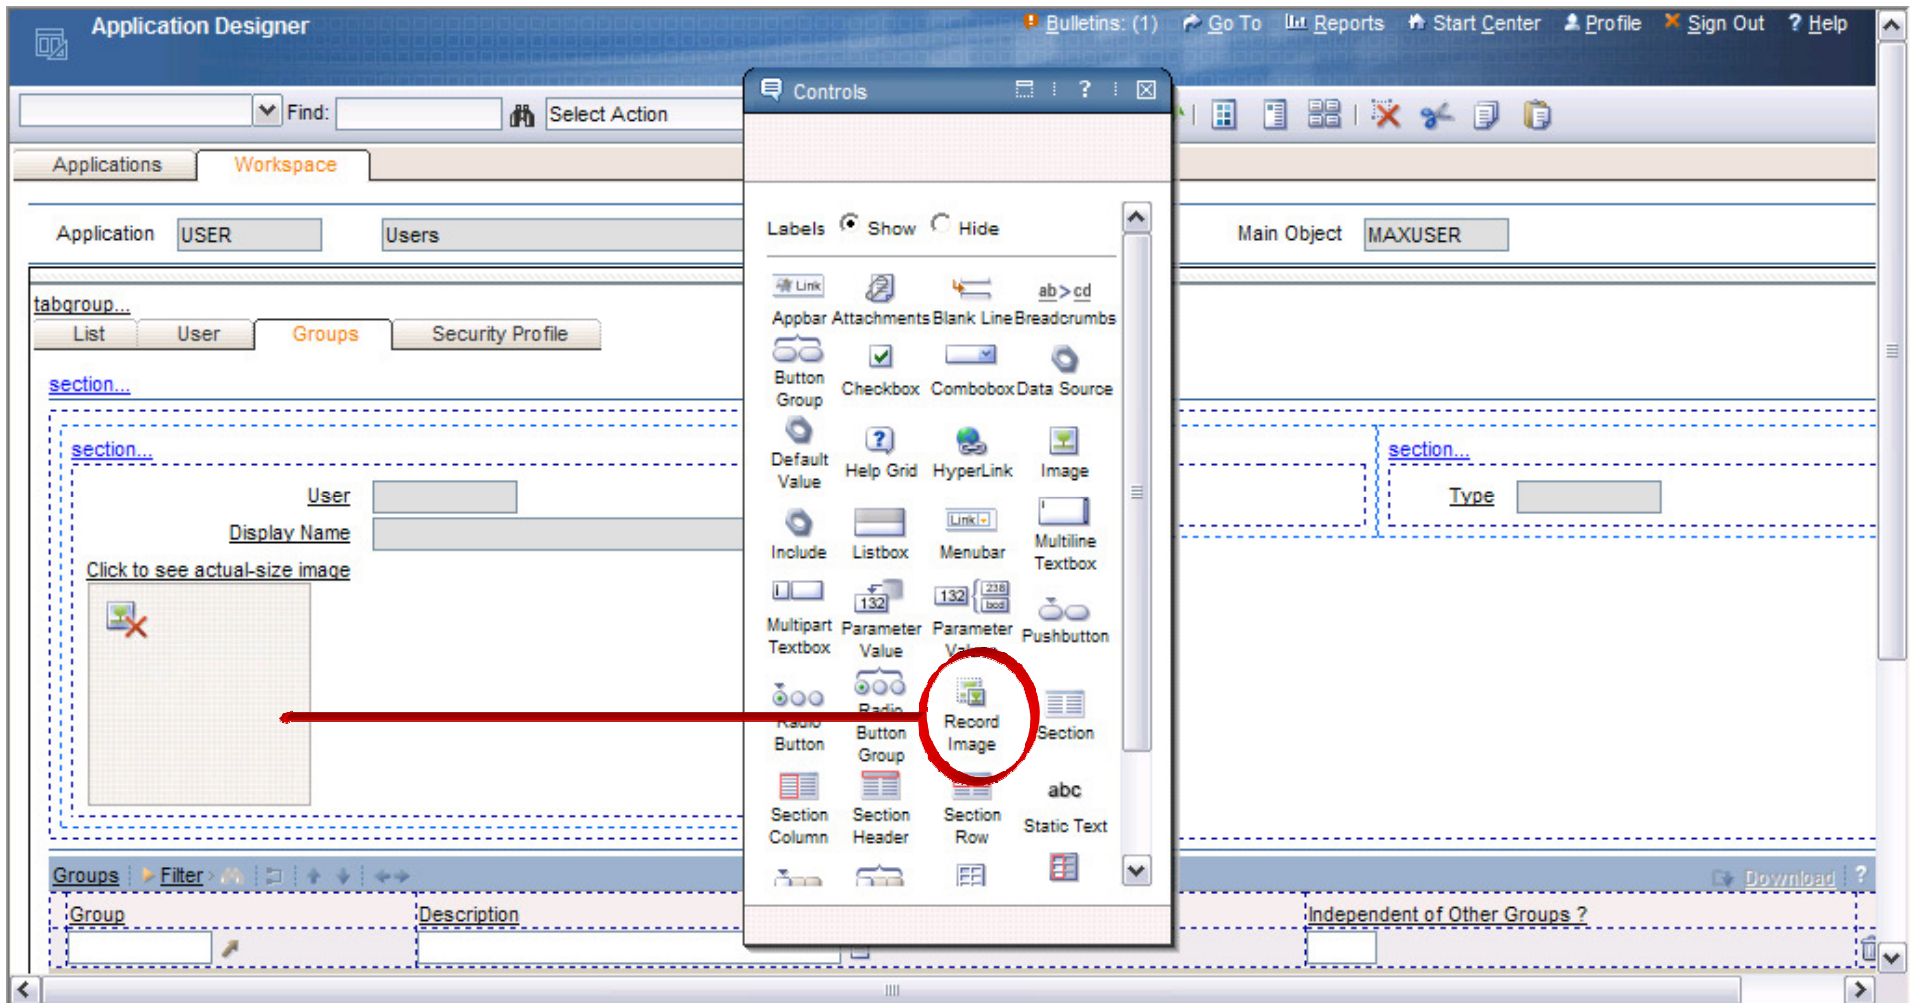 Application Designer
Bulletins: (1) Go To Reports Start Center Profile Sign Out ? Help
Find: Select Action
Controls ?
Applications Workspace
Labels Show Hide
Application USER Users Main Object MAXUSER
tabgroup...
List User Groups Security Profile
section...
section...
User
Display Name
Click to see actual-size image
section...
Type
Link ab>cd
Appbar Attachments Blank Line Breadcrumbs
Button Group Checkbox Combobox Data Source
Default Value Help Grid HyperLink Image
Link
Include Listbox Menubar Multiline Textbox
132 132 238 bcd
Multipart Textbox Parameter Value Parameter Values Pushbutton
Radio Button Radio Button Group Record Image Section
abc
Section Column Section Header Section Row Static Text
Groups Filter Download ?
Group Description Independent of Other Groups ?